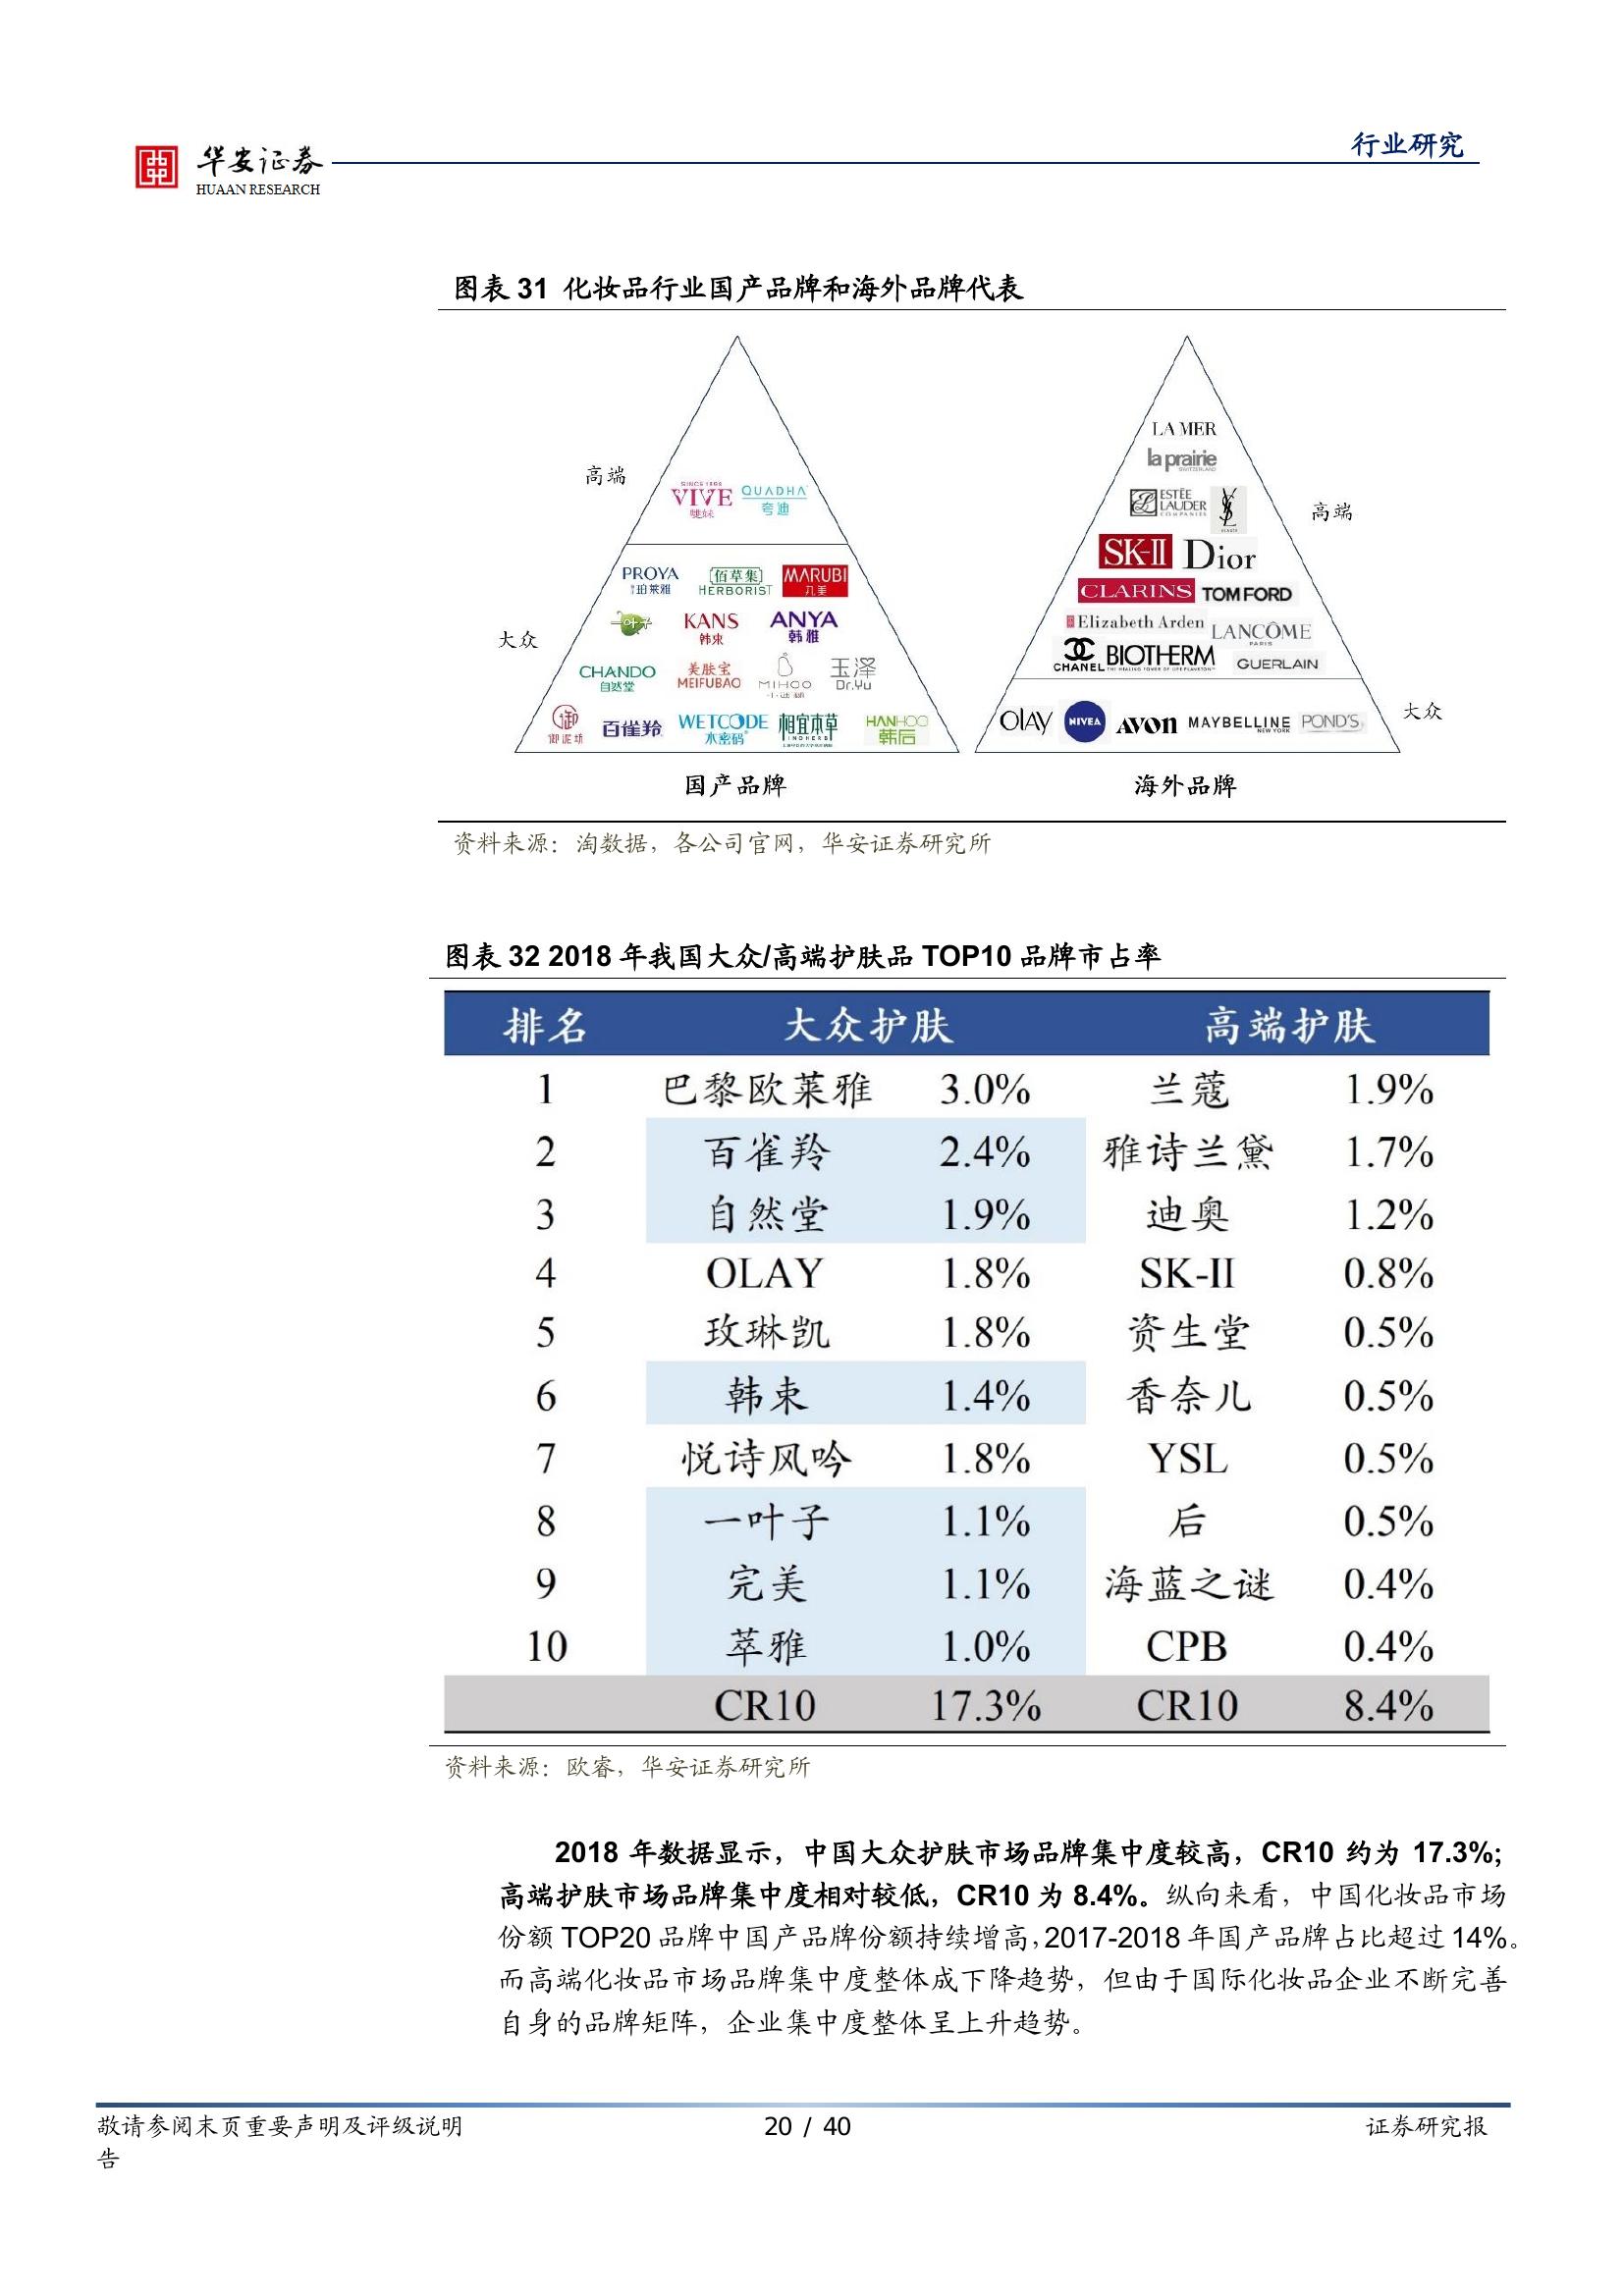 行业研究
华安证券
HUAAN RESEARCH
图表 31 化妆品行业国产品牌和海外品牌代表
高端
SINCE 1898
VIVE
雙妹
QUADHA
夸迪
大众
PROYA
珀莱雅
佰草集
HERBORIST
MARUBI
丸美
一叶子
KANS
韩束
ANYA
韩雅
CHANDO
自然堂
美肤宝
MEIFUBAO
MIHOO
玉泽
Dr.Yu
御
御泥坊
百雀羚
WETCODE
水密码
相宜本草
INOHERB
HANHOO
韩后
国产品牌
LA MER
la prairie
SWITZERLAND
ESTĒE
LAUDER
COMPANIES
高端
SK-II
Dior
CLARINS
TOM FORD
Elizabeth Arden
LANCÔME
PARIS
CHANEL
BIOTHERM
GUERLAIN
大众
Olay
NIVEA
AVON
MAYBELLINE
NEW YORK
POND'S
海外品牌
资料来源：淘数据，各公司官网，华安证券研究所
图表 32 2018 年我国大众/高端护肤品 TOP10 品牌市占率
排名 大众护肤 高端护肤
1 巴黎欧莱雅 3.0% 兰蔻 1.9%
2 百雀羚 2.4% 雅诗兰黛 1.7%
3 自然堂 1.9% 迪奥 1.2%
4 OLAY 1.8% SK-II 0.8%
5 玫琳凯 1.8% 资生堂 0.5%
6 韩束 1.4% 香奈儿 0.5%
7 悦诗风吟 1.8% YSL 0.5%
8 一叶子 1.1% 后 0.5%
9 完美 1.1% 海蓝之谜 0.4%
10 萃雅 1.0% CPB 0.4%
CR10 17.3% CR10 8.4%
资料来源：欧睿，华安证券研究所
2018 年数据显示，中国大众护肤市场品牌集中度较高，CR10 约为 17.3%;
高端护肤市场品牌集中度相对较低，CR10 为 8.4%。纵向来看，中国化妆品市场
份额 TOP20 品牌中国产品牌份额持续增高，2017-2018 年国产品牌占比超过 14%。
而高端化妆品市场品牌集中度整体成下降趋势，但由于国际化妆品企业不断完善
自身的品牌矩阵，企业集中度整体呈上升趋势。
敬请参阅末页重要声明及评级说明 20 / 40 证券研究报
告